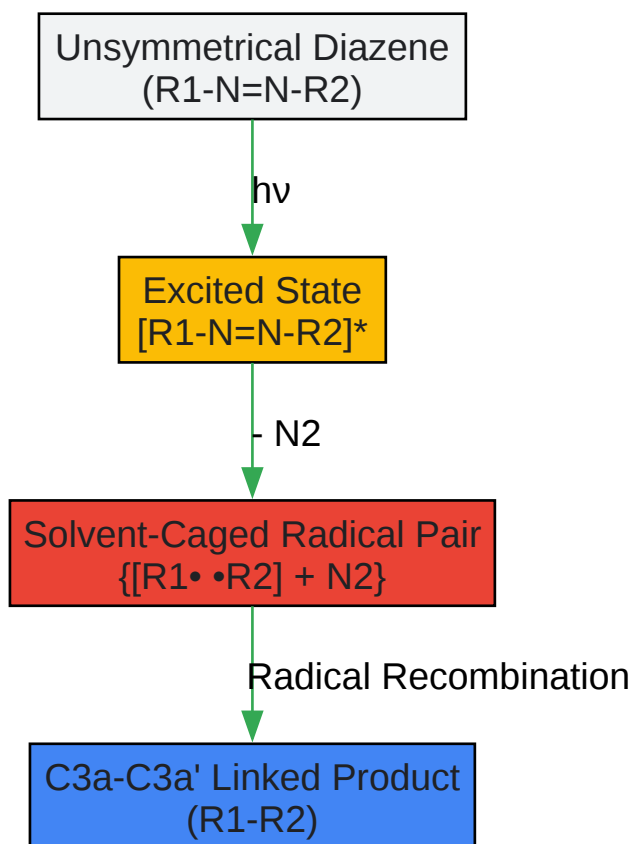 Unsymmetrical Diazene
(R1-N=N-R2)
hν
Excited State
[R1-N=N-R2]*
- N2
Solvent-Caged Radical Pair
{[R1• •R2] + N2}
Radical Recombination
C3a-C3a' Linked Product
(R1-R2)